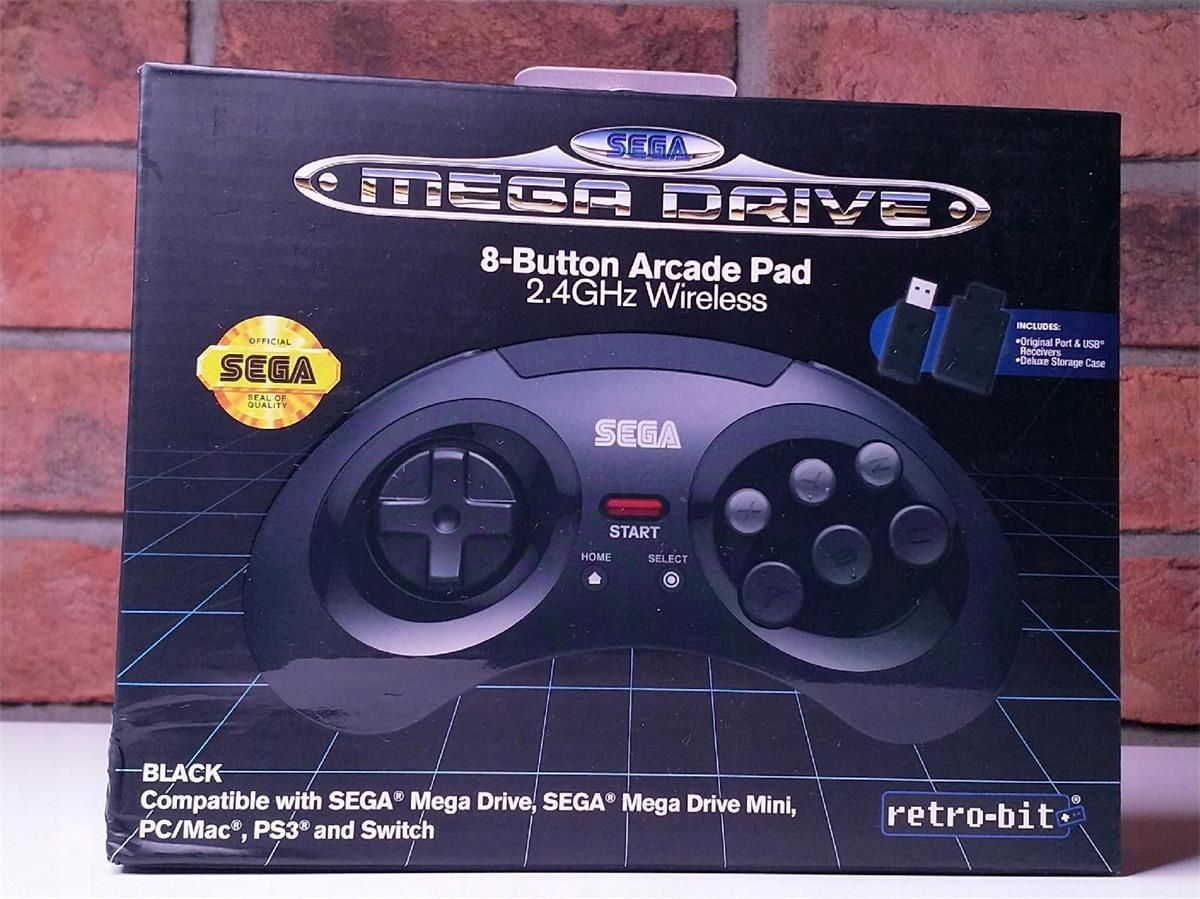 SEGA
MEGA DRIVE
8-Button Arcade Pad
2.4GHz Wireless
INCLUDES:
•Original Port & USB®
Receivers
•Deluxe Storage Case
OFFICIAL
SEGA
SEAL OF
QUALITY
SEGA
START
HOME SELECT
X Y Z
A B C
BLACK
Compatible with SEGA® Mega Drive, SEGA® Mega Drive Mini,
PC/Mac®, PS3® and Switch
retro-bit®